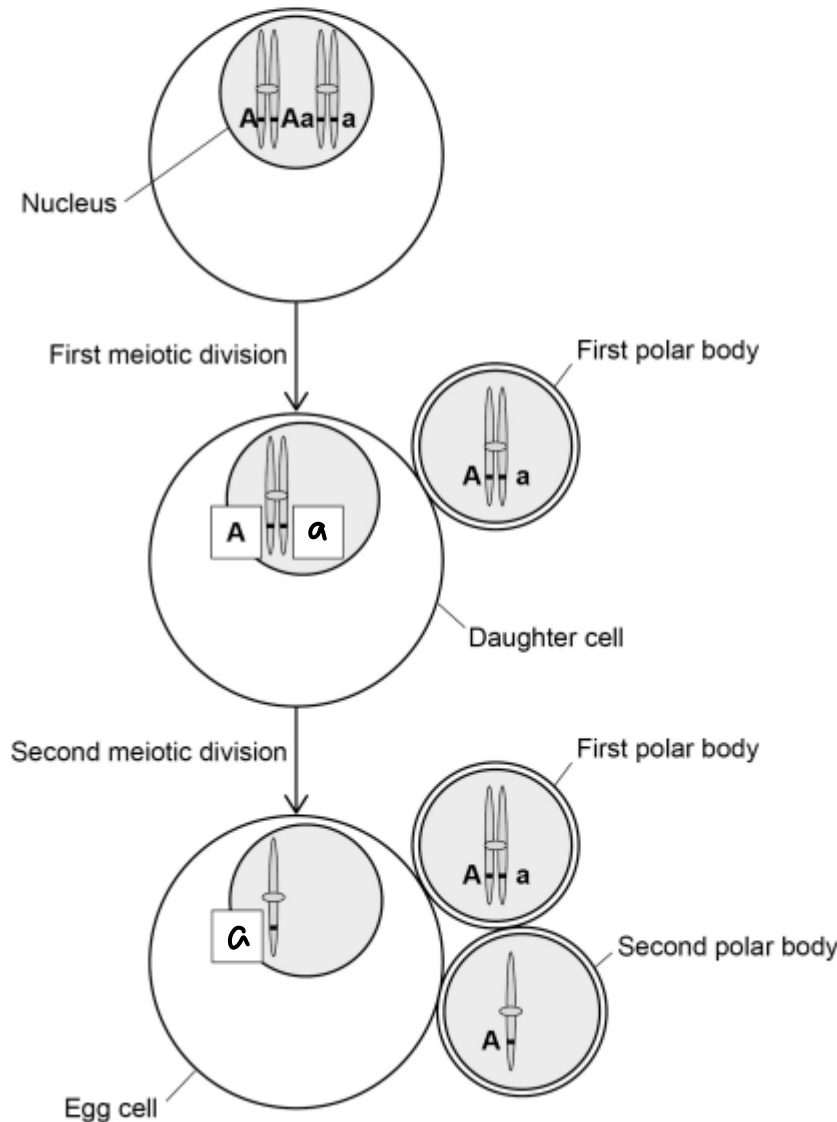 A Aa a
Nucleus
First meiotic division
First polar body
A a
A a
Daughter cell
Second meiotic division
First polar body
A a
a
Second polar body
A
Egg cell